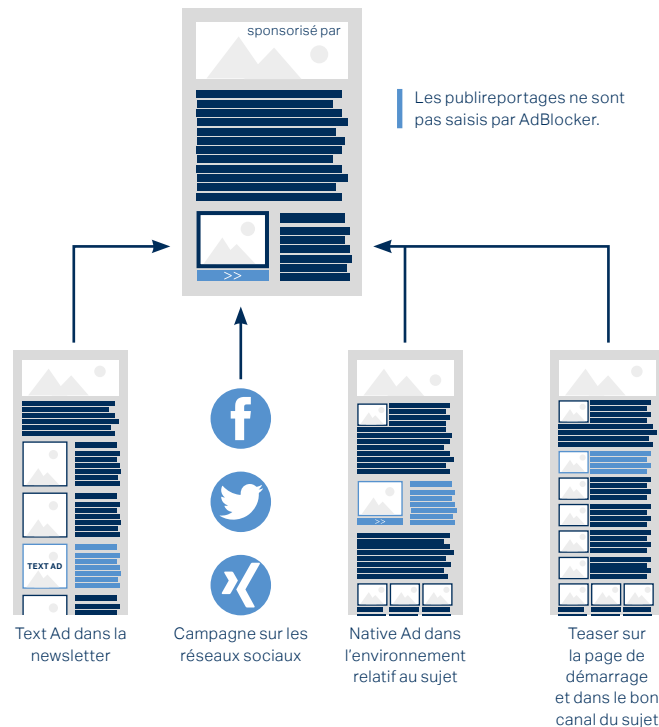 sponsorisé par
Les publireportages ne sont
pas saisis par AdBlocker.
>>
>>
TEXT AD
Text Ad dans la
newsletter
Campagne sur les
réseaux sociaux
Native Ad dans
l’environnement
relatif au sujet
Teaser sur
la page de
démarrage
et dans le bon
canal du sujet